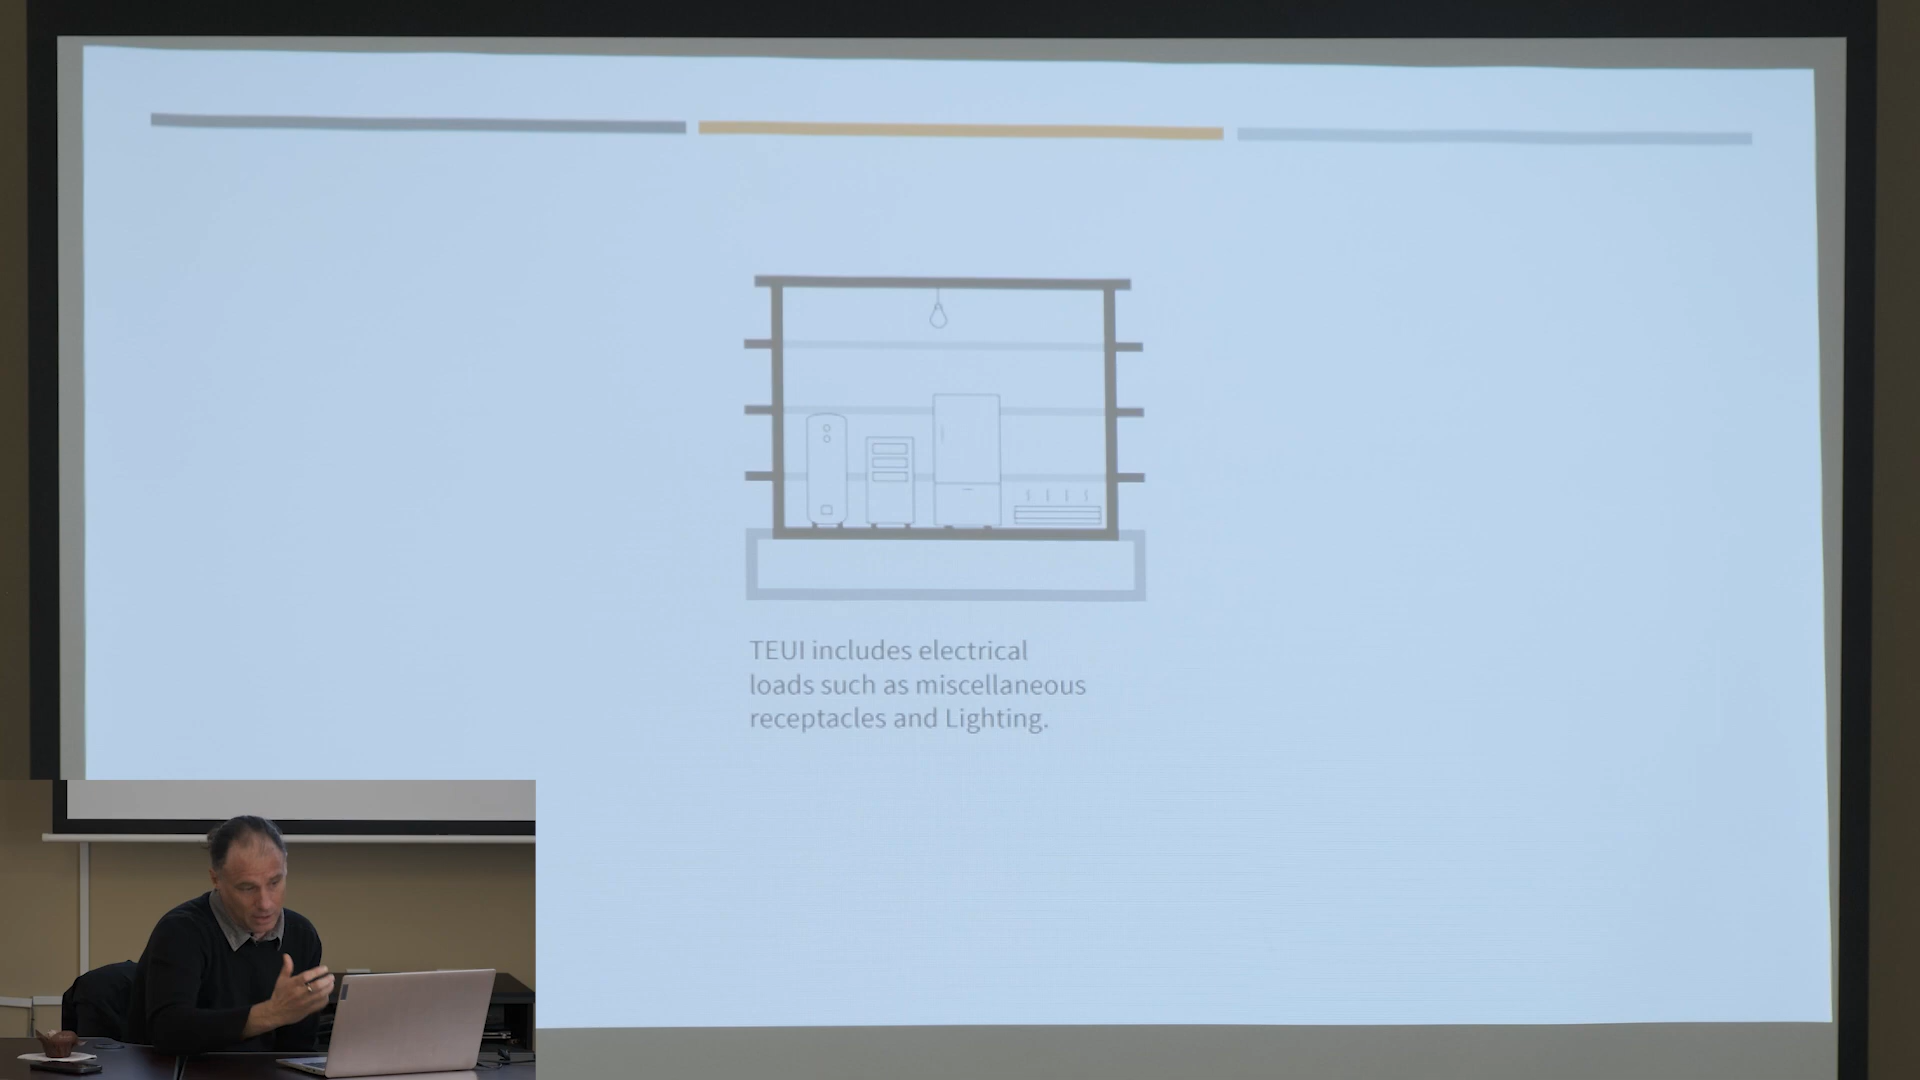 TEUI includes electrical
loads such as miscellaneous
receptacles and Lighting.